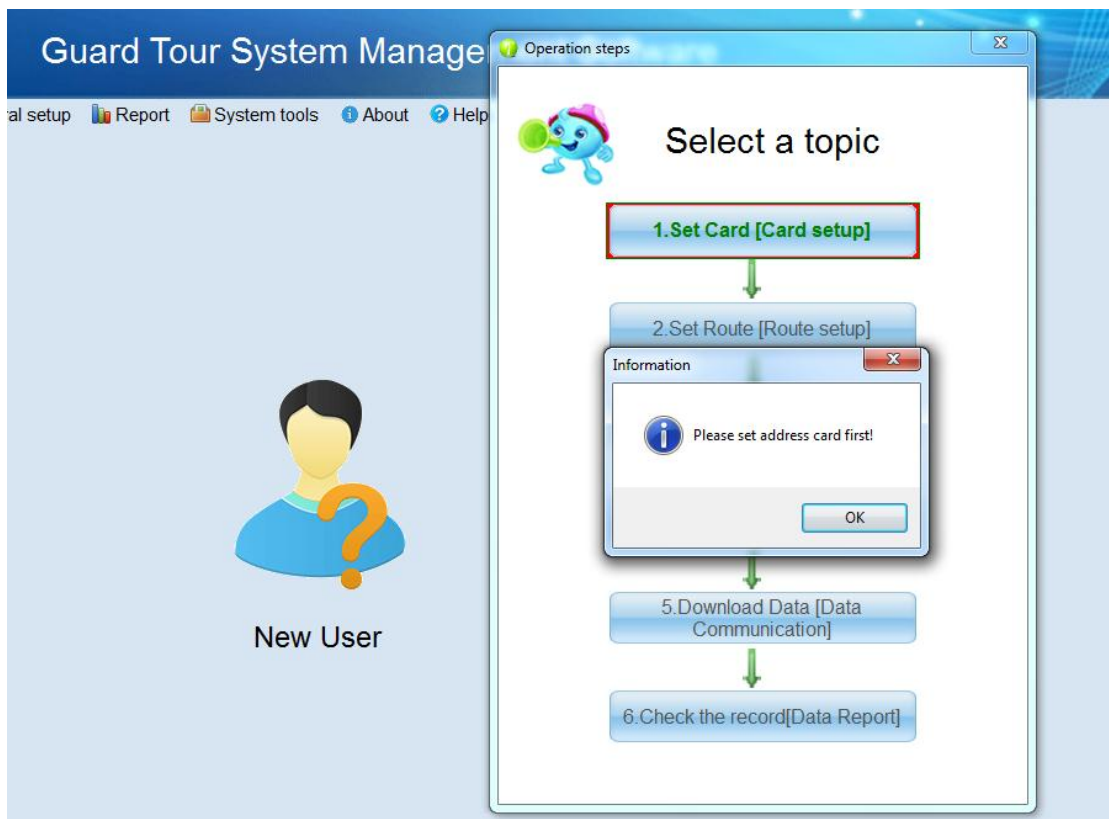 Guard Tour System Manage
Operation steps
al setup Report System tools About Help
Select a topic
1.Set Card [Card setup]
2.Set Route [Route setup]
Information
Please set address card first!
OK
5.Download Data [Data
Communication]
6.Check the record[Data Report]
New User